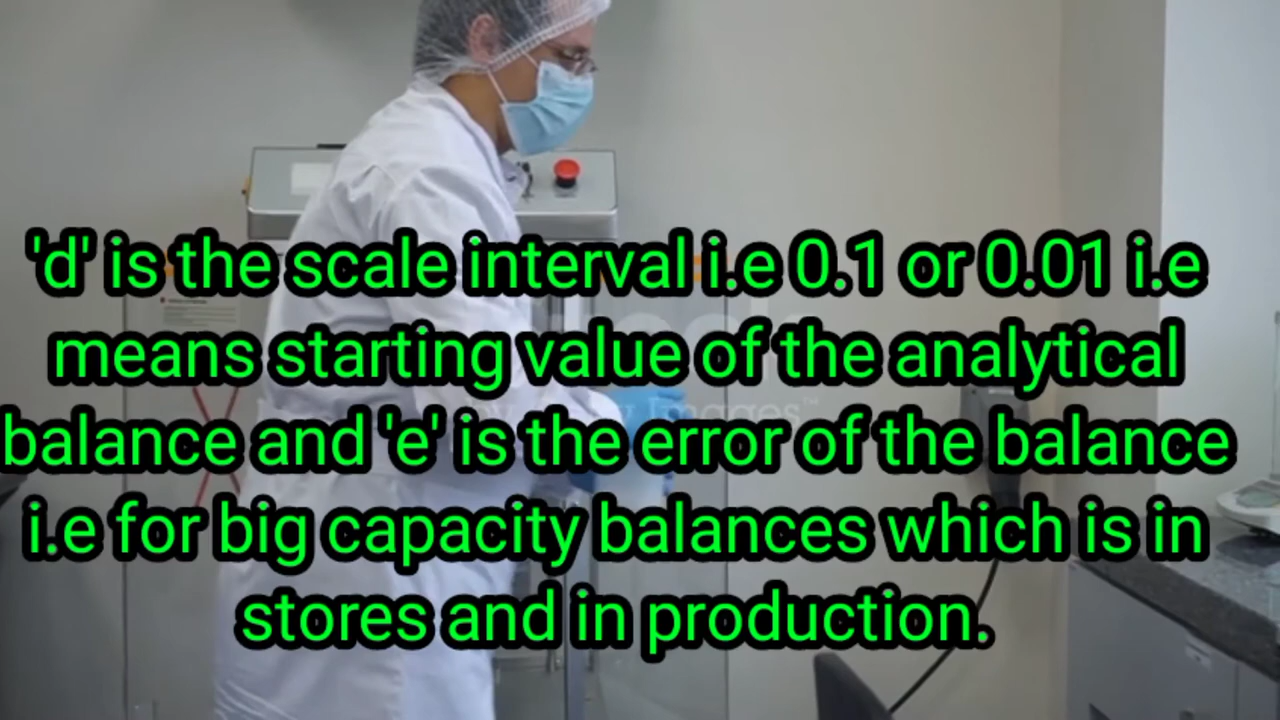 'd' is the scale interval i.e 0.1 or 0.01 i.e
means starting value of the analytical
balance and 'e' is the error of the balance
i.e for big capacity balances which is in
stores and in production.